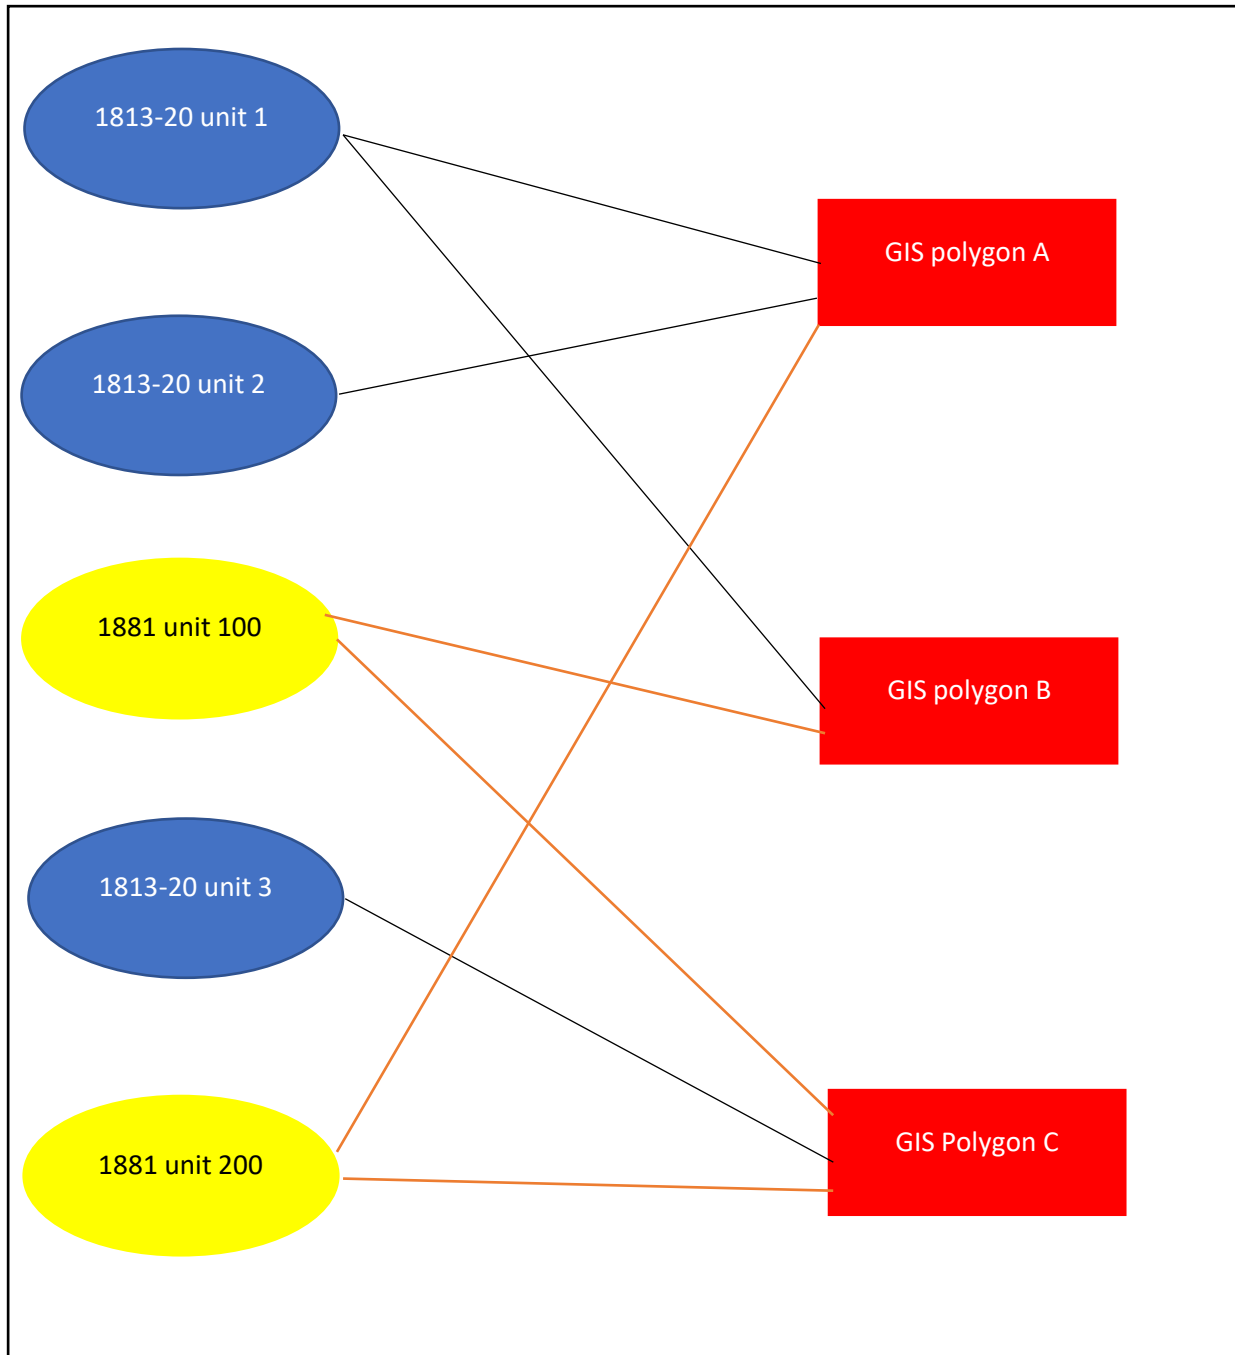 1813-20 unit 1
GIS polygon A
1813-20 unit 2
1881 unit 100
GIS polygon B
1813-20 unit 3
GIS Polygon C
1881 unit 200